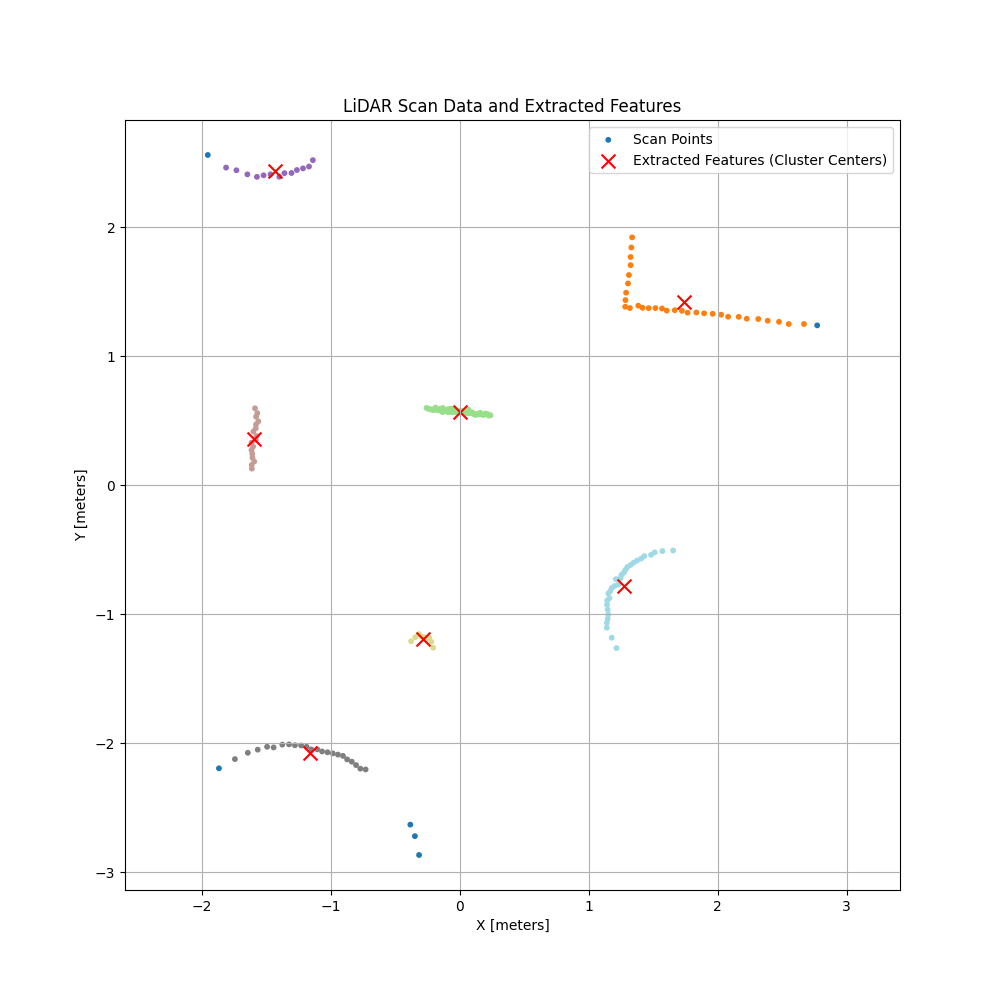 LiDAR Scan Data and Extracted Features
Scan Points
Extracted Features (Cluster Centers)
2
1
0
−1
−2
−3
Y [meters]
−2 −1 0 1 2 3
X [meters]